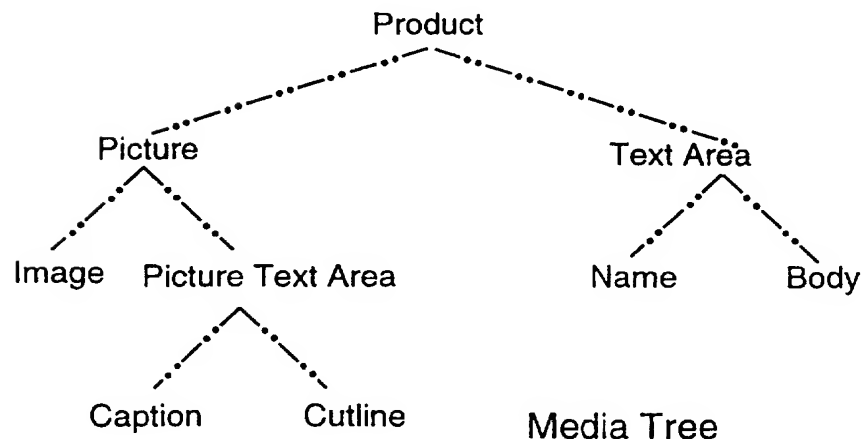 Product
Picture Text Area
Image Picture Text Area Name Body
Caption Cutline
Media Tree